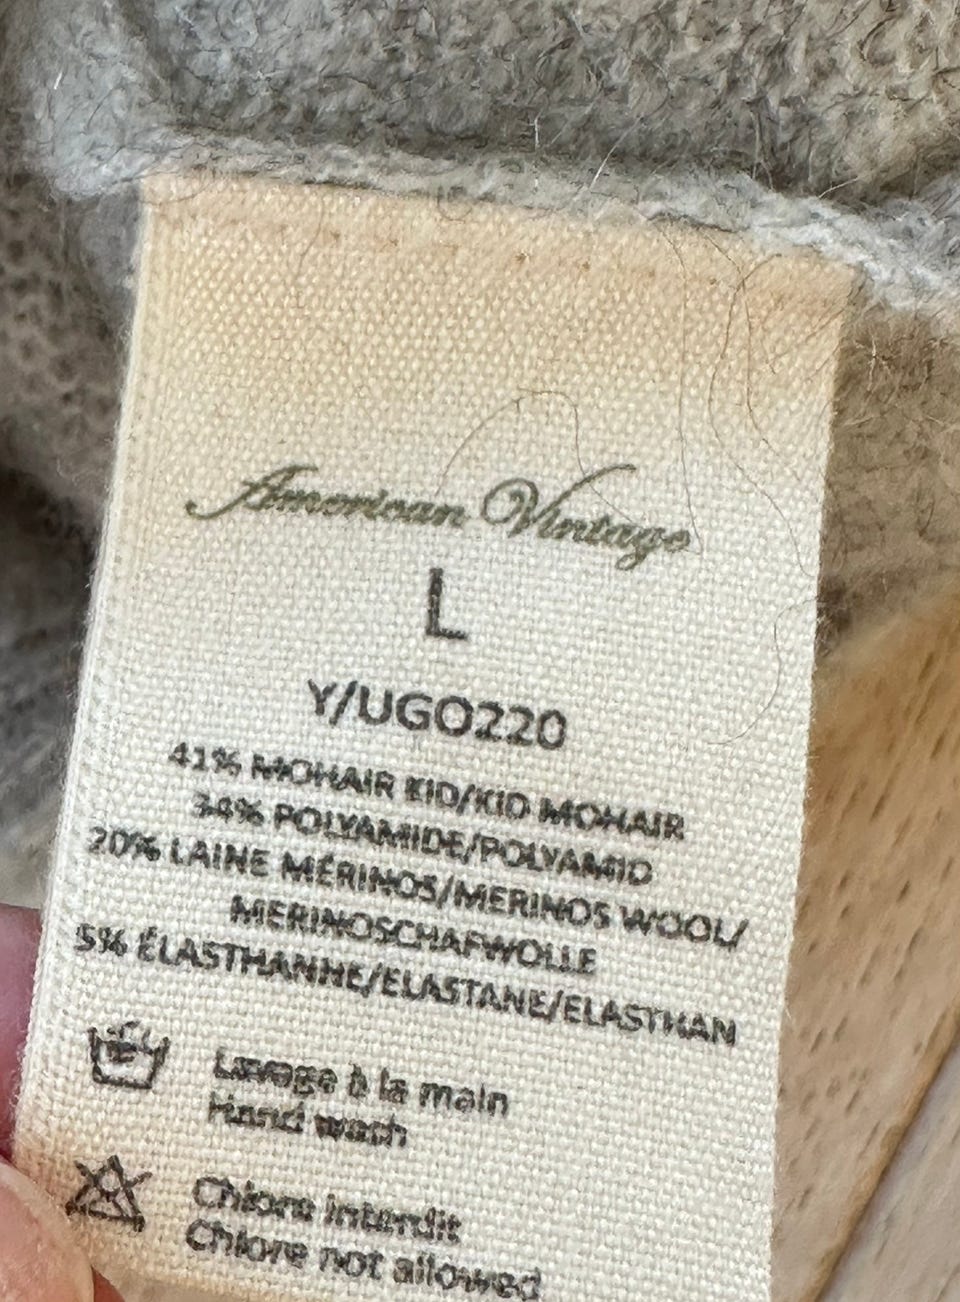 American Vintage
L
Y/UGO220
41% MOHAIR KID/KID MOHAIR
34% POLYAMIDE/POLYAMID
20% LAINE MÉRINOS/MERINOS WOOL/
MERINOSCHAFWOLLE
5% ÉLASTHANNE/ELASTANE/ELASTHAN
Lavage à la main
Hand wash
Chlore interdit
Chlore not allowed